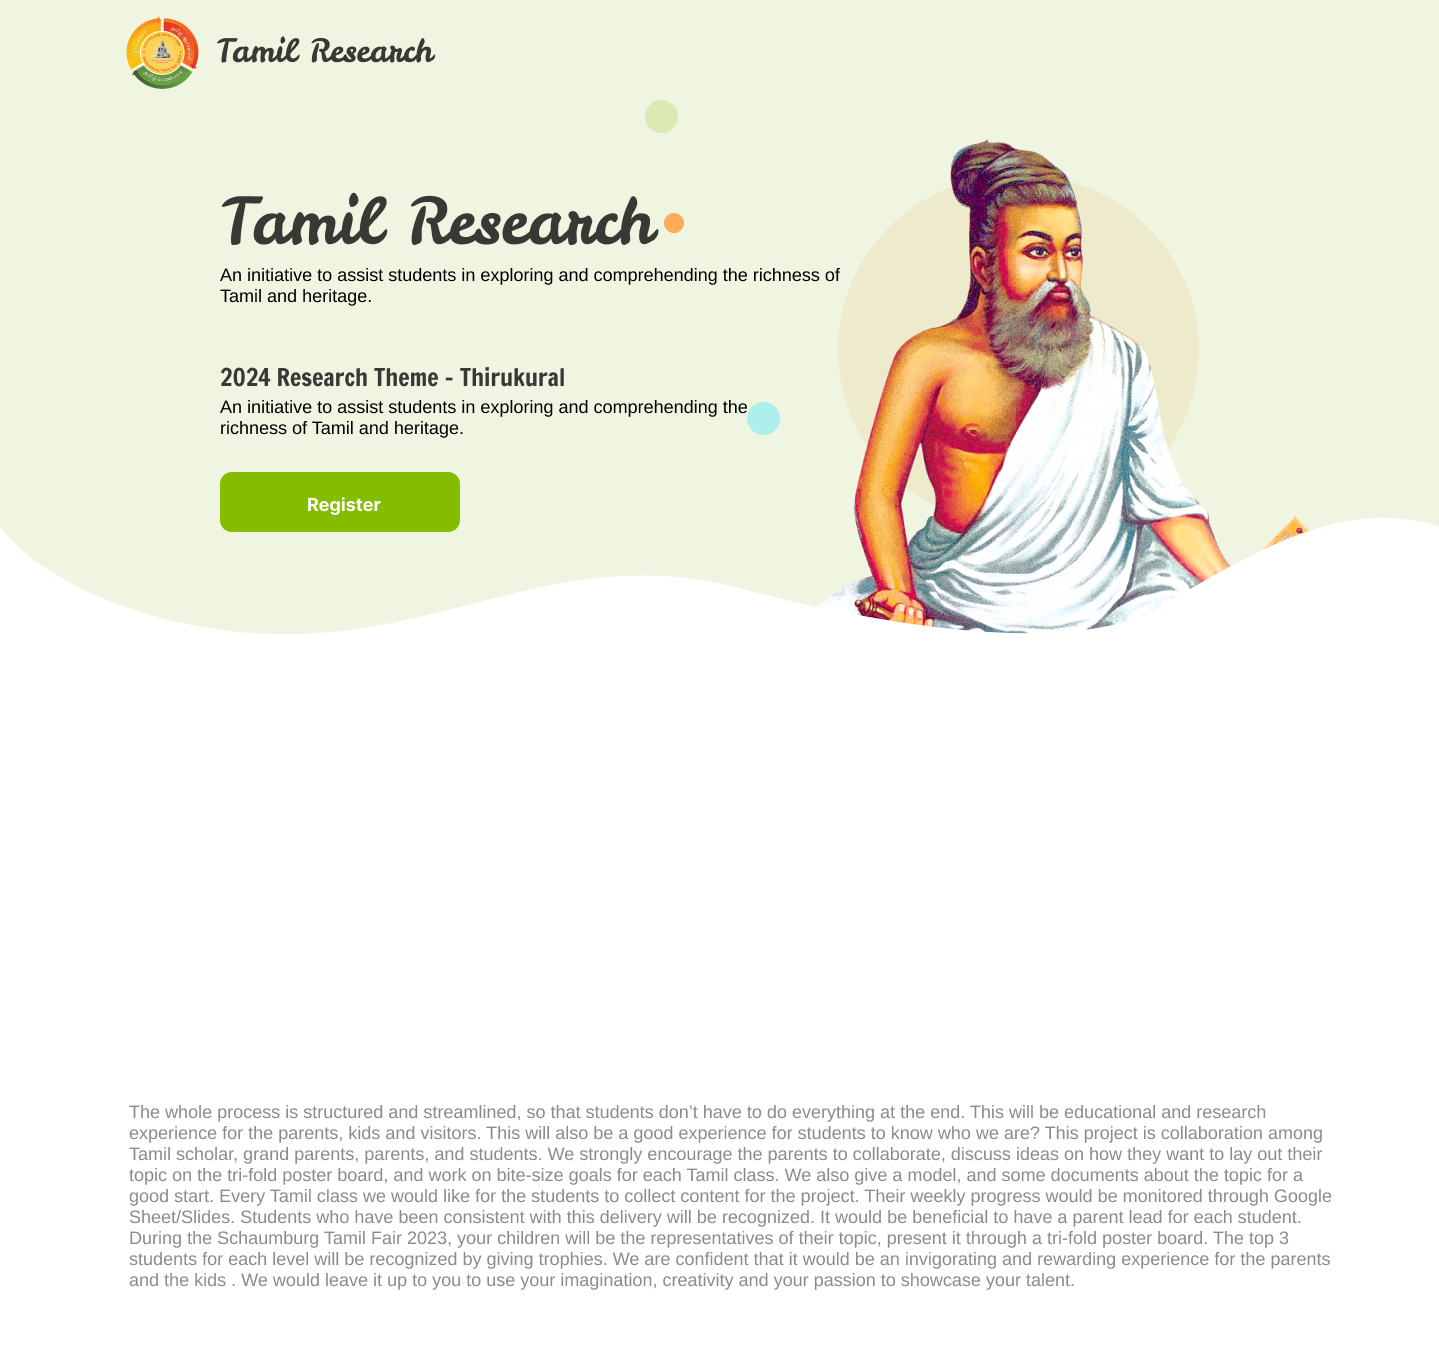 Tamil Research
Tamil Research
An initiative to assist students in exploring and comprehending the richness of
Tamil and heritage.
2024 Research Theme - Thirukural
An initiative to assist students in exploring and comprehending the
richness of Tamil and heritage.
Register
The whole process is structured and streamlined, so that students don’t have to do everything at the end. This will be educational and research
experience for the parents, kids and visitors. This will also be a good experience for students to know who we are? This project is collaboration among
Tamil scholar, grand parents, parents, and students. We strongly encourage the parents to collaborate, discuss ideas on how they want to lay out their
topic on the tri-fold poster board, and work on bite-size goals for each Tamil class. We also give a model, and some documents about the topic for a
good start. Every Tamil class we would like for the students to collect content for the project. Their weekly progress would be monitored through Google
Sheet/Slides. Students who have been consistent with this delivery will be recognized. It would be beneficial to have a parent lead for each student.
During the Schaumburg Tamil Fair 2023, your children will be the representatives of their topic, present it through a tri-fold poster board. The top 3
students for each level will be recognized by giving trophies. We are confident that it would be an invigorating and rewarding experience for the parents
and the kids . We would leave it up to you to use your imagination, creativity and your passion to showcase your talent.